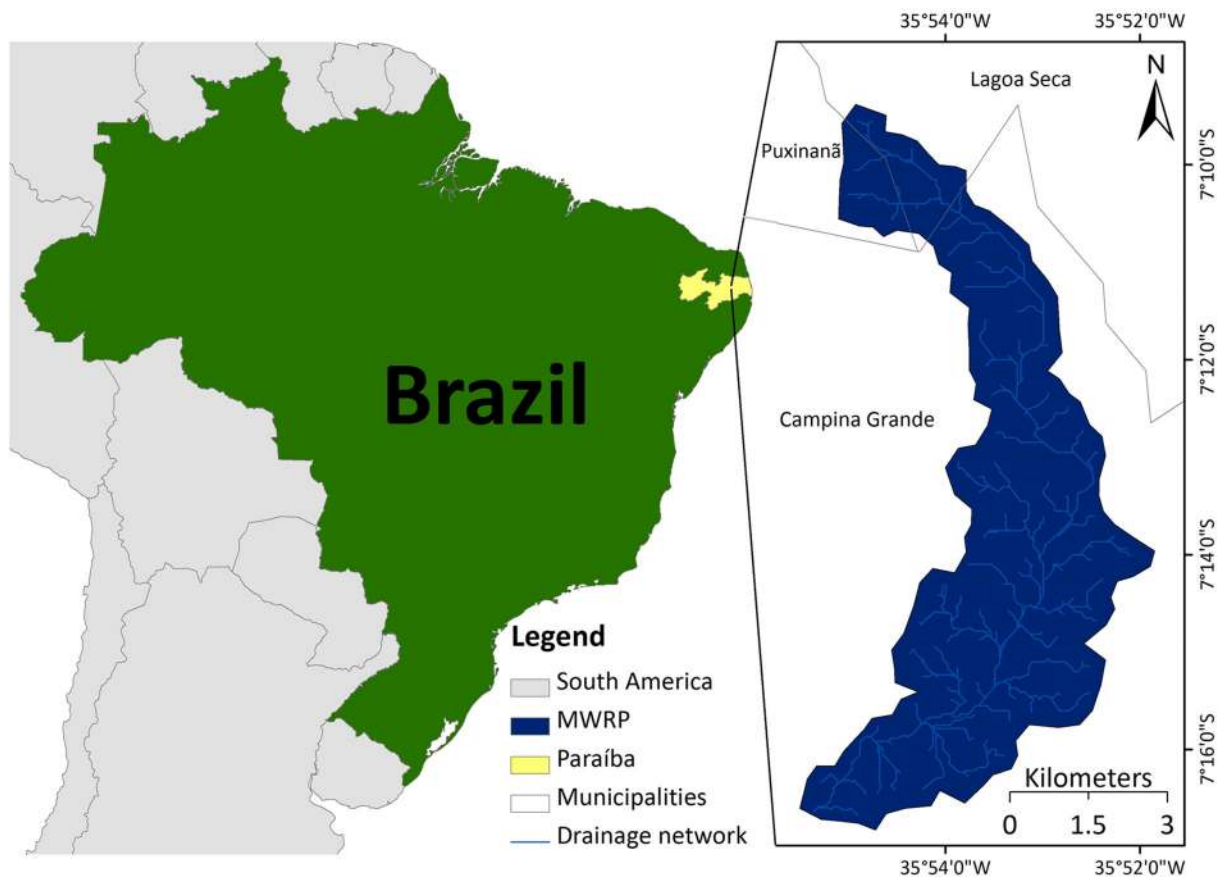 35°54'0"W
35°52'0"W
Lagoa Seca
N
Puxinanã
7°10'0"S
7°12'0"S
Brazil
Campina Grande
7°14'0"S
Legend
South America
MWRP
Paraíba
Municipalities
Drainage network
7°16'0"S
Kilometers
0 1.5 3
35°54'0"W
35°52'0"W